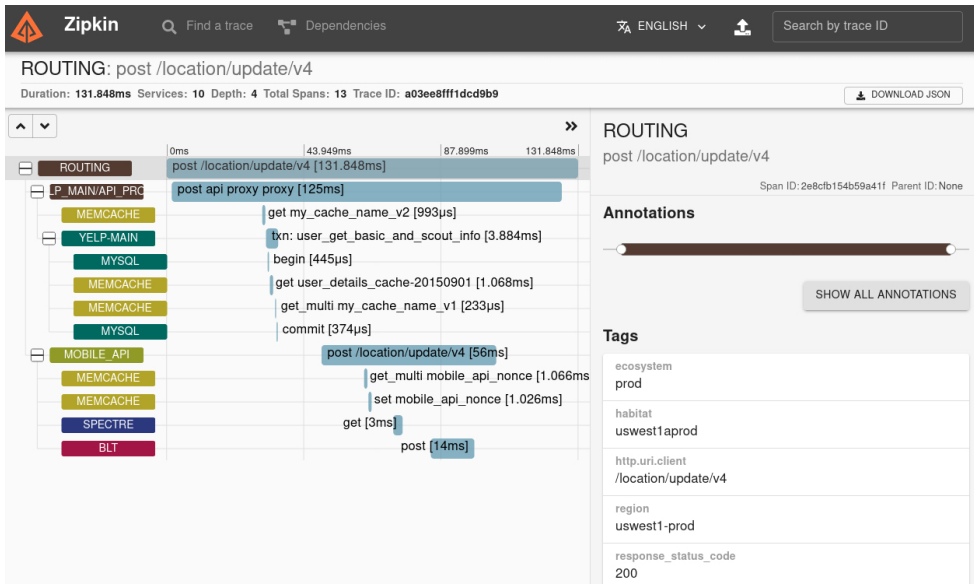 Zipkin Find a trace Dependencies ENGLISH Search by trace ID
ROUTING: post /location/update/v4
Duration: 131.848ms Services: 10 Depth: 4 Total Spans: 13 Trace ID: a03ee8fff1dcd9b9
DOWNLOAD JSON
0ms 43.949ms 87.899ms 131.848ms
ROUTING post /location/update/v4 [131.848ms]
LP_MAIN/API_PRO post api proxy proxy [125ms]
MEMCACHE get my_cache_name_v2 [993μs]
YELP-MAIN txn: user_get_basic_and_scout_info [3.884ms]
MYSQL begin [445μs]
MEMCACHE get user_details_cache-20150901 [1.068ms]
MEMCACHE get_multi my_cache_name_v1 [233μs]
MYSQL commit [374μs]
MOBILE_API post /location/update/v4 [56ms]
MEMCACHE get_multi mobile_api_nonce [1.066ms
MEMCACHE set mobile_api_nonce [1.026ms]
SPECTRE get [3ms]
BLT post [14ms]
ROUTING
post /location/update/v4
Span ID: 2e8cfb154b59a41f Parent ID: None
Annotations
SHOW ALL ANNOTATIONS
Tags
ecosystem
prod
habitat
uswest1aprod
http.uri.client
/location/update/v4
region
uswest1-prod
response_status_code
200